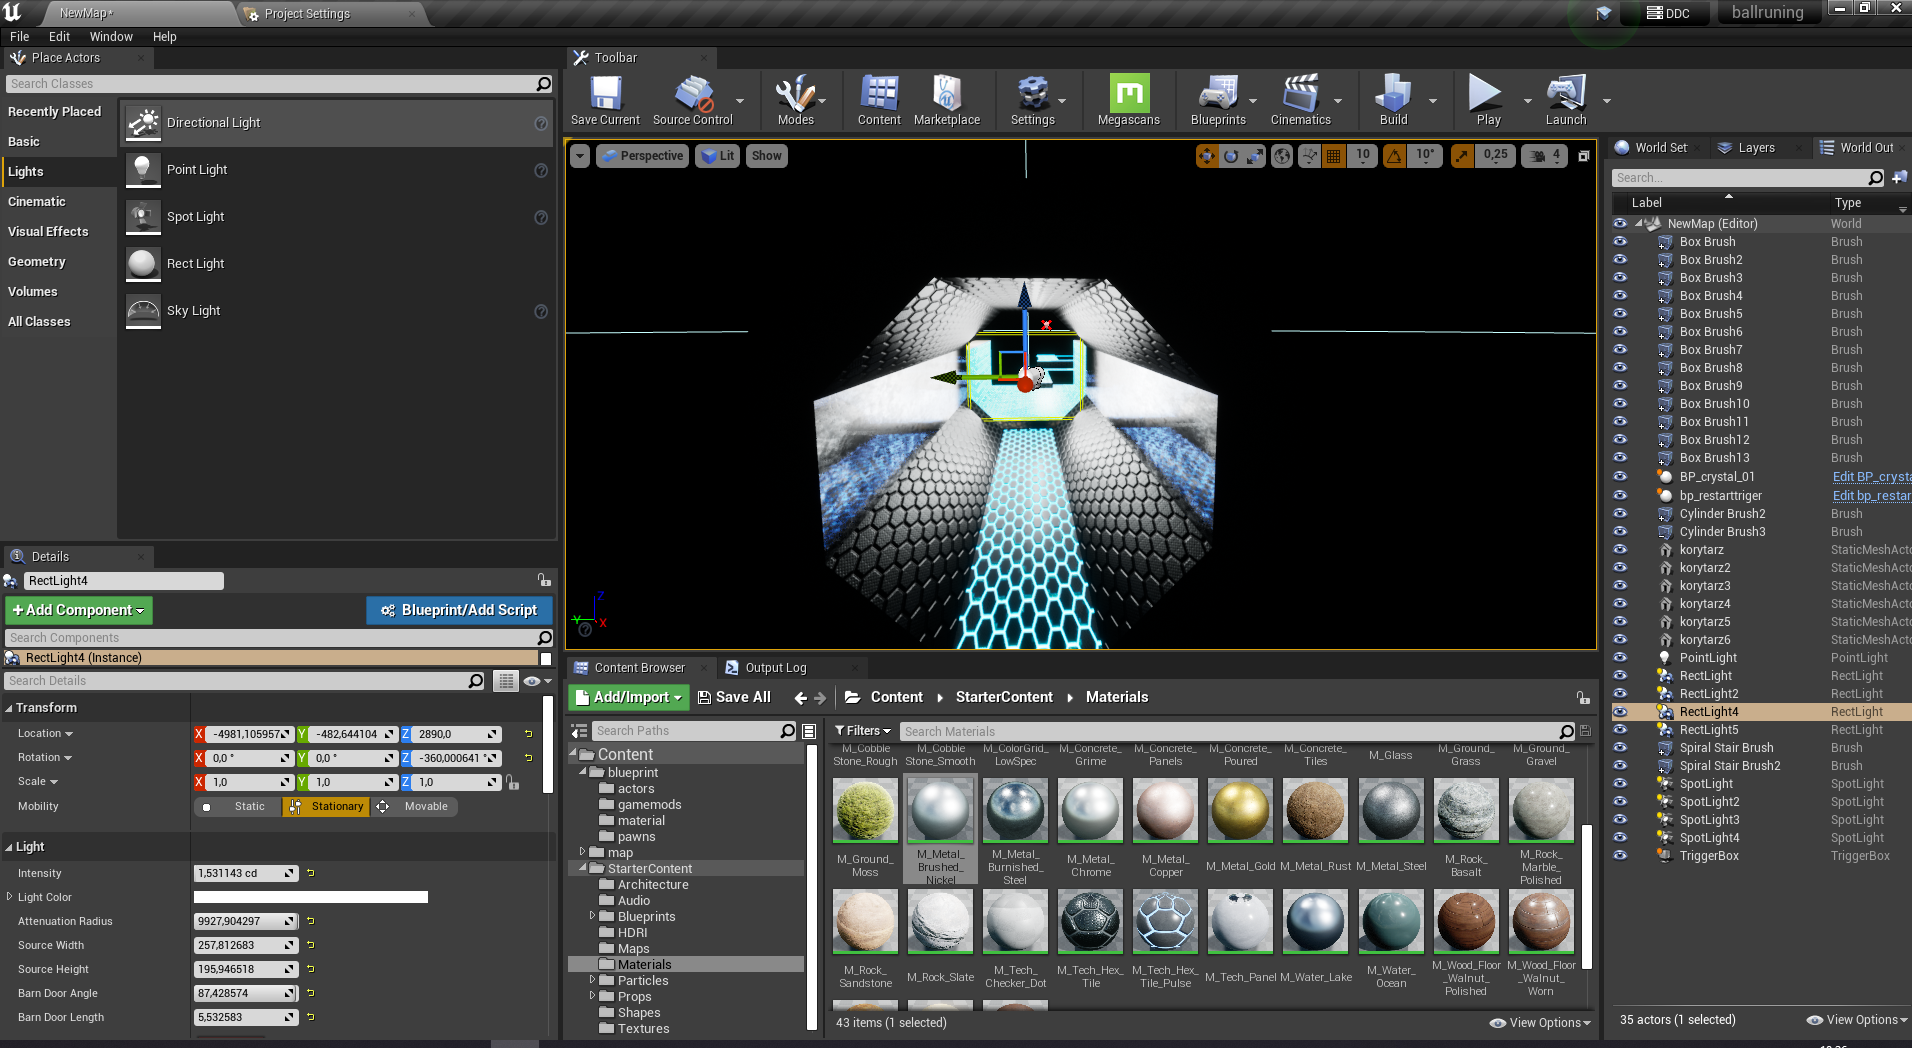 NewMap*
Project Settings
DDC
ballruning
File Edit Window Help
Place Actors
Search Classes
Recently Placed
Basic
Lights
Cinematic
Visual Effects
Geometry
Volumes
All Classes
Directional Light
Point Light
Spot Light
Rect Light
Sky Light
Toolbar
Save Current
Source Control
Modes
Content
Marketplace
Settings
Megascans
Blueprints
Cinematics
Build
Play
Launch
Perspective
Lit
Show
10
10°
0,25
4
Z
Y
X
Details
RectLight4
+Add Component
Blueprint/Add Script
Search Components
RectLight4 (Instance)
Search Details
Transform
Location X -4981,105957 Y -482,644104 Z 2890,0
Rotation X 0,0 ° Y 0,0 ° Z -360,000641 °
Scale X 1,0 Y 1,0 Z 1,0
Mobility Static Stationary Movable
Light
Intensity 1,531143 cd
Light Color
Attenuation Radius 9927,904297
Source Width 257,812683
Source Height 195,946518
Barn Door Angle 87,428574
Barn Door Length 5,532583
Content Browser
Output Log
Add/Import
Save All
Content
StarterContent
Materials
Search Paths
Content
blueprint
actors
gamemods
material
pawns
map
StarterContent
Architecture
Audio
Blueprints
HDRI
Maps
Materials
Particles
Props
Shapes
Textures
Filters
Search Materials
M_Cobble_ M_Cobble_ M_ColorGrid_ M_Concrete_ M_Concrete_ M_Concrete_ M_Concrete_ M_Glass M_Ground_ M_Ground_
Stone_Rough Stone_Smooth LowSpec Grime Panels Poured Tiles Grass Gravel
M_Ground_ M_Metal_ M_Metal_ M_Metal_ M_Metal_ M_Metal_Gold M_Metal_Rust M_Metal_Steel M_Rock_ M_Rock_
Moss Brushed_ Burnished_ Chrome Copper Basalt Marble_
Nickel Steel Polished
M_Rock_ M_Rock_Slate M_Tech_ M_Tech_Hex_ M_Tech_Hex_ M_Tech_Panel M_Water_Lake M_Water_ M_Wood_Floor M_Wood_Floor
Sandstone Checker_Dot Tile Tile_Pulse Ocean _Walnut_ _Walnut_
Polished Worn
43 items (1 selected)
View Options
World Set
Layers
World Out
Search...
Label Type
NewMap (Editor) World
Box Brush Brush
Box Brush2 Brush
Box Brush3 Brush
Box Brush4 Brush
Box Brush5 Brush
Box Brush6 Brush
Box Brush7 Brush
Box Brush8 Brush
Box Brush9 Brush
Box Brush10 Brush
Box Brush11 Brush
Box Brush12 Brush
Box Brush13 Brush
BP_crystal_01 Edit BP_crysta
bp_restarttriger Edit bp_restar
Cylinder Brush2 Brush
Cylinder Brush3 Brush
korytarz StaticMeshActo
korytarz2 StaticMeshActo
korytarz3 StaticMeshActo
korytarz4 StaticMeshActo
korytarz5 StaticMeshActo
korytarz6 StaticMeshActo
PointLight PointLight
RectLight RectLight
RectLight2 RectLight
RectLight4 RectLight
RectLight5 RectLight
Spiral Stair Brush Brush
Spiral Stair Brush2 Brush
SpotLight SpotLight
SpotLight2 SpotLight
SpotLight3 SpotLight
SpotLight4 SpotLight
TriggerBox TriggerBox
35 actors (1 selected)
View Options